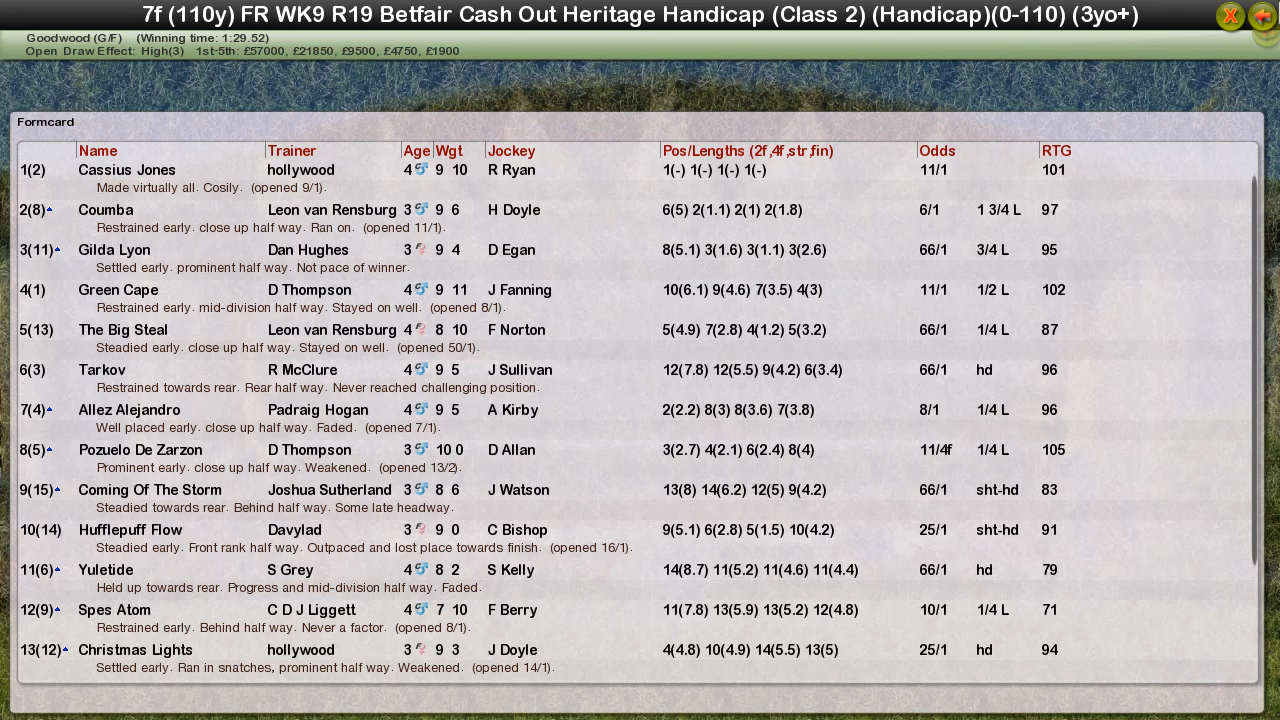 7f (110y) FR WK9 R19 Betfair Cash Out Heritage Handicap (Class 2) (Handicap)(0-110) (3yo+)
X
Goodwood (G/F) (Winning time: 1:29.52)
Open Draw Effect: High(3) 1st-5th: £57000, £21850, £9500, £4750, £1900
Formcard
Name Trainer Age Wgt Jockey Pos/Lengths (2f,4f,str,fin) Odds RTG
1(2) Cassius Jones hollywood 4 9 10 R Ryan 1(-) 1(-) 1(-) 1(-) 11/1 101
Made virtually all. Cosily. (opened 9/1).
2(8) Coumba Leon van Rensburg 3 9 6 H Doyle 6(5) 2(1.1) 2(1) 2(1.8) 6/1 1 3/4 L 97
Restrained early. close up half way. Ran on. (opened 11/1).
3(11) Gilda Lyon Dan Hughes 3 9 4 D Egan 8(5.1) 3(1.6) 3(1.1) 3(2.6) 66/1 3/4 L 95
Settled early. prominent half way. Not pace of winner.
4(1) Green Cape D Thompson 4 9 11 J Fanning 10(6.1) 9(4.6) 7(3.5) 4(3) 11/1 1/2 L 102
Restrained early. mid-division half way. Stayed on well. (opened 8/1).
5(13) The Big Steal Leon van Rensburg 4 8 10 F Norton 5(4.9) 7(2.8) 4(1.2) 5(3.2) 66/1 1/4 L 87
Steadied early. close up half way. Stayed on well. (opened 50/1).
6(3) Tarkov R McClure 4 9 5 J Sullivan 12(7.8) 12(5.5) 9(4.2) 6(3.4) 66/1 hd 96
Restrained towards rear. Rear half way. Never reached challenging position.
7(4) Allez Alejandro Padraig Hogan 4 9 5 A Kirby 2(2.2) 8(3) 8(3.6) 7(3.8) 8/1 1/4 L 96
Well placed early. close up half way. Faded. (opened 7/1).
8(5) Pozuelo De Zarzon D Thompson 3 10 0 D Allan 3(2.7) 4(2.1) 6(2.4) 8(4) 11/4f 1/4 L 105
Prominent early. close up half way. Weakened. (opened 13/2).
9(15) Coming Of The Storm Joshua Sutherland 3 8 6 J Watson 13(8) 14(6.2) 12(5) 9(4.2) 66/1 sht-hd 83
Steadied towards rear. Behind half way. Some late headway.
10(14) Hufflepuff Flow Davylad 3 9 0 C Bishop 9(5.1) 6(2.8) 5(1.5) 10(4.2) 25/1 sht-hd 91
Steadied early. Front rank half way. Outpaced and lost place towards finish. (opened 16/1).
11(6) Yuletide S Grey 4 8 2 S Kelly 14(8.7) 11(5.2) 11(4.6) 11(4.4) 66/1 hd 79
Held up towards rear. Progress and mid-division half way. Faded.
12(9) Spes Atom C D J Liggett 4 7 10 F Berry 11(7.8) 13(5.9) 13(5.2) 12(4.8) 10/1 1/4 L 71
Restrained early. Behind half way. Never a factor. (opened 8/1).
13(12) Christmas Lights hollywood 3 9 3 J Doyle 4(4.8) 10(4.9) 14(5.5) 13(5) 25/1 hd 94
Settled early. Ran in snatches, prominent half way. Weakened. (opened 14/1).